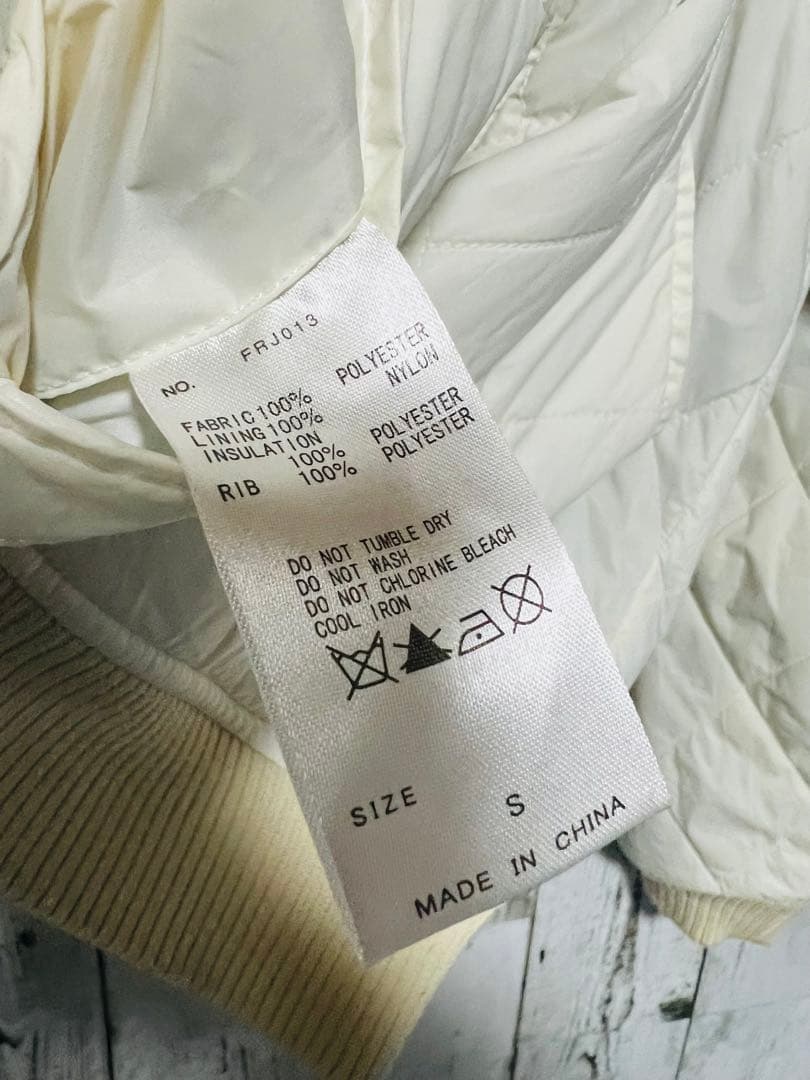 NO. FRJ013
FABRIC 100% POLYESTER
LINING 100% NYLON
INSULATION
100% POLYESTER
RIB 100% POLYESTER
DO NOT TUMBLE DRY
DO NOT WASH
DO NOT CHLORINE BLEACH
COOL IRON
SIZE S
MADE IN CHINA